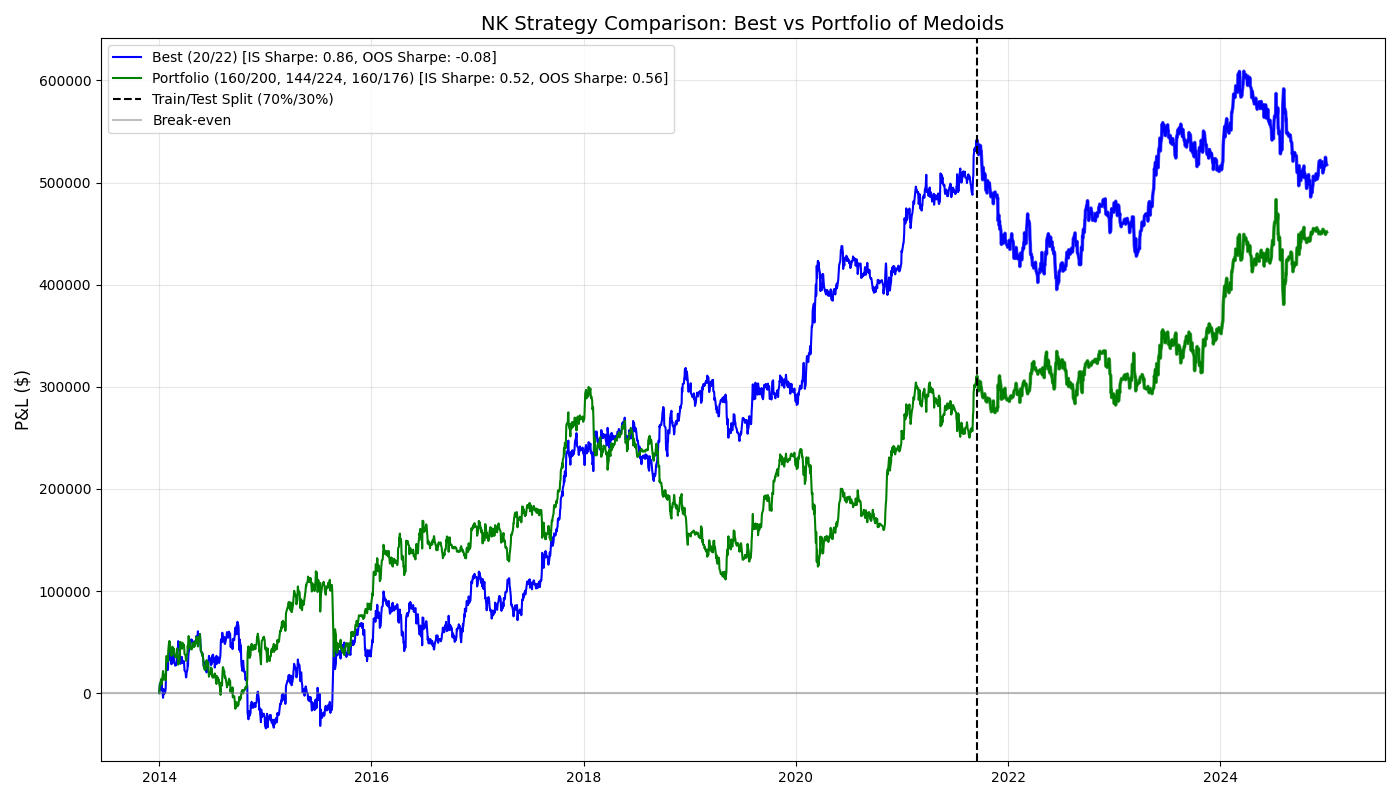 NK Strategy Comparison: Best vs Portfolio of Medoids
Best (20/22) [IS Sharpe: 0.86, OOS Sharpe: -0.08]
Portfolio (160/200, 144/224, 160/176) [IS Sharpe: 0.52, OOS Sharpe: 0.56]
Train/Test Split (70%/30%)
Break-even
P&L ($)
600000
500000
400000
300000
200000
100000
0
2014
2016
2018
2020
2022
2024